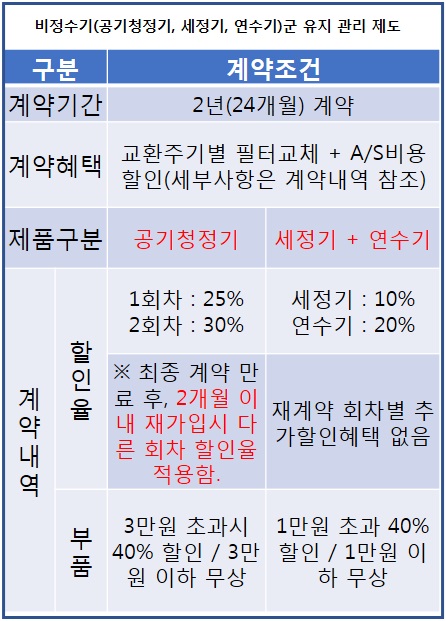 비정수기(공기청정기, 세정기, 연수기)군 유지 관리 제도
구분 계약조건
계약기간 2년(24개월) 계약
계약혜택 교환주기별 필터교체 + A/S비용
할인(세부사항은 계약내역 참조)
제품구분 공기청정기 세정기 + 연수기
계약내역
할인율
1회차 : 25%
2회차 : 30%
세정기 : 10%
연수기 : 20%
※ 최종 계약 만
료 후, 2개월 이
내 재가입시 다
른 회차 할인율
적용함.
재계약 회차별 추
가할인혜택 없음
부품
3만원 초과시
40% 할인 / 3만
원 이하 무상
1만원 초과 40%
할인 / 1만원 이
하 무상